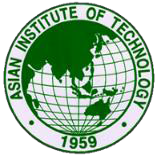 ASIAN INSTITUTE OF TECHNOLOGY
• 1959 •